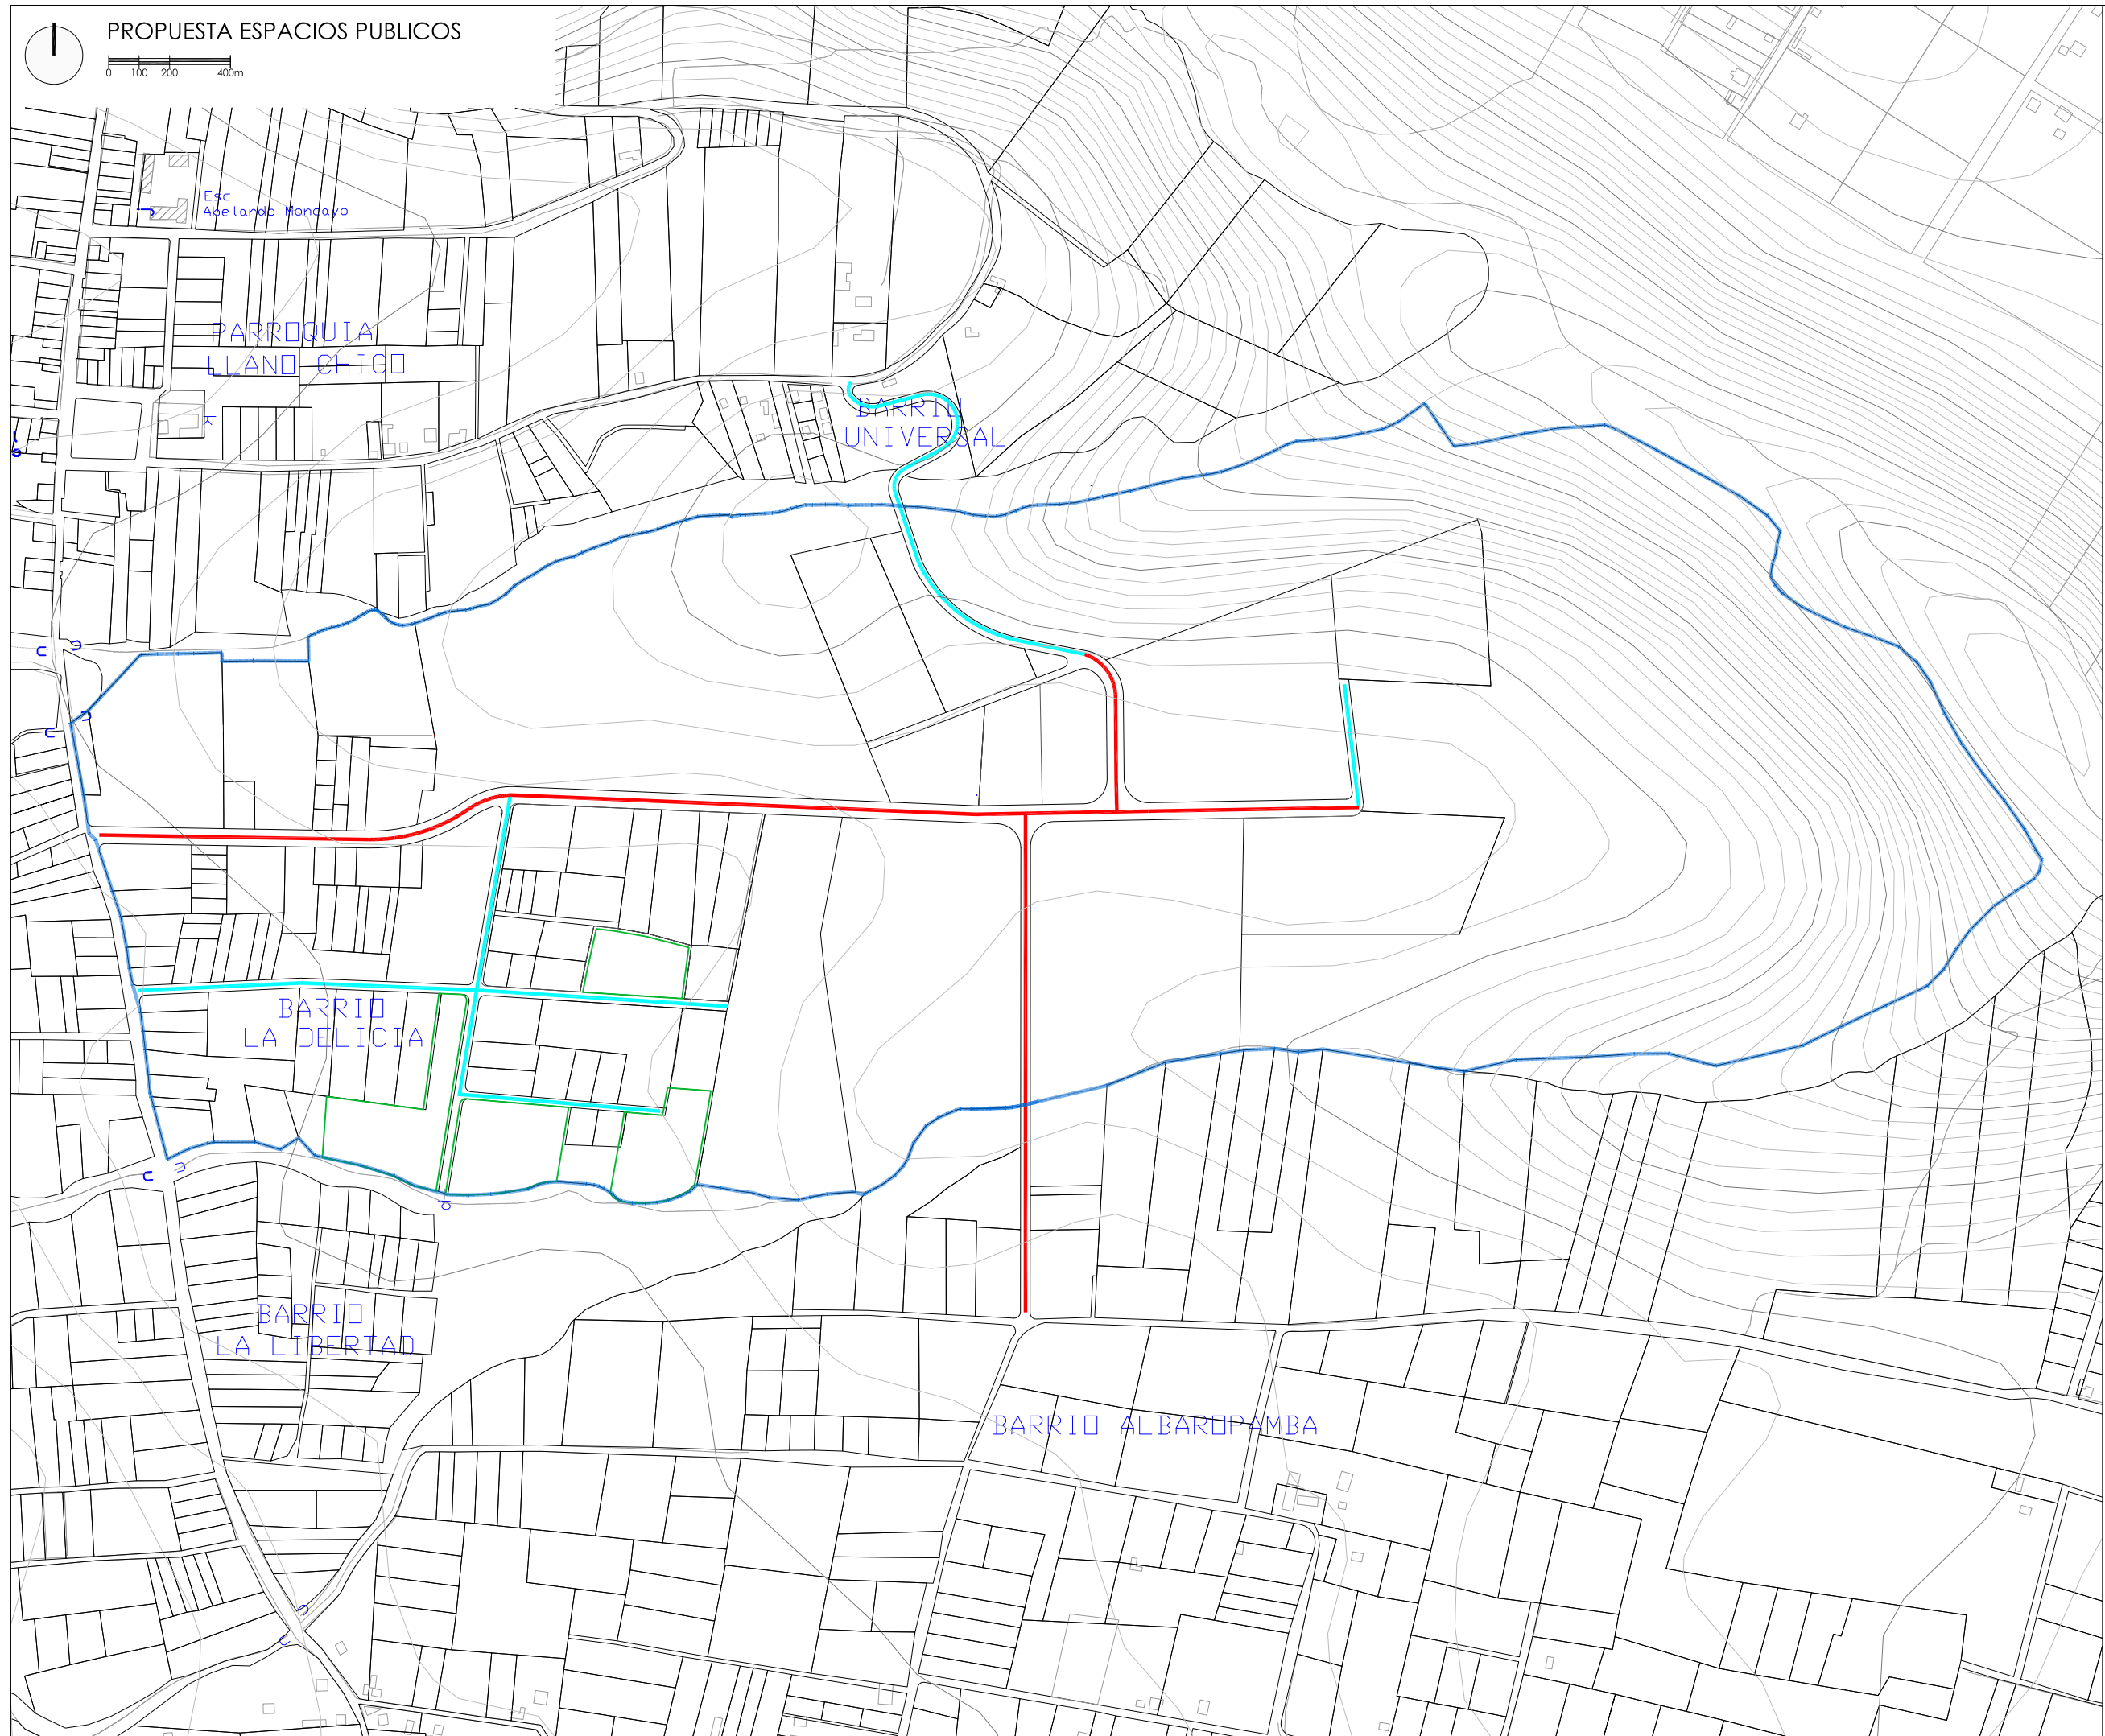 PROPUESTA ESPACIOS PUBLICOS
0 100 200 400m
Esc
Abelardo Moncayo
PARROQUIA
LLANO CHICO
BARRIO
UNIVERSAL
BARRIO
LA DELICIA
BARRIO
LA LIBERTAD
BARRIO ALBAROPAMBA